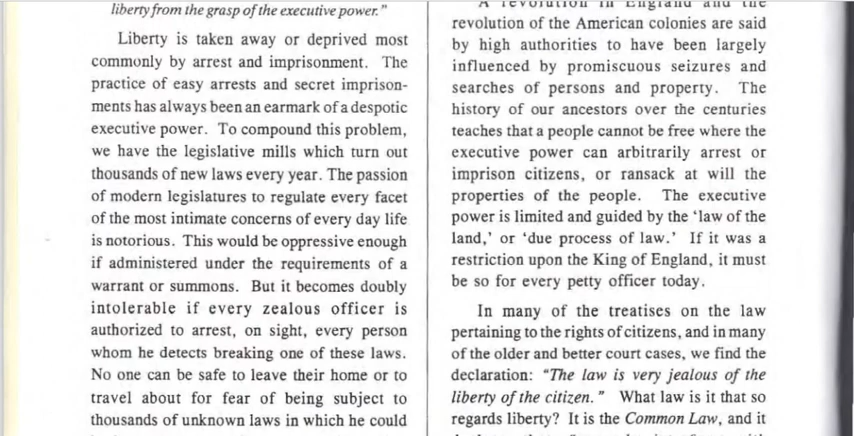 liberty from the grasp of the executive power."
Liberty is taken away or deprived most
commonly by arrest and imprisonment. The
practice of easy arrests and secret imprison-
ments has always been an earmark of a despotic
executive power. To compound this problem,
we have the legislative mills which turn out
thousands of new laws every year. The passion
of modern legislatures to regulate every facet
of the most intimate concerns of every day life
is notorious. This would be oppressive enough
if administered under the requirements of a
warrant or summons. But it becomes doubly
intolerable if every zealous officer is
authorized to arrest, on sight, every person
whom he detects breaking one of these laws.
No one can be safe to leave their home or to
travel about for fear of being subject to
thousands of unknown laws in which he could
A revolution in England and the
revolution of the American colonies are said
by high authorities to have been largely
influenced by promiscuous seizures and
searches of persons and property. The
history of our ancestors over the centuries
teaches that a people cannot be free where the
executive power can arbitrarily arrest or
imprison citizens, or ransack at will the
properties of the people. The executive
power is limited and guided by the ‘law of the
land,’ or ‘due process of law.’ If it was a
restriction upon the King of England, it must
be so for every petty officer today.
In many of the treatises on the law
pertaining to the rights of citizens, and in many
of the older and better court cases, we find the
declaration: "The law is very jealous of the
liberty of the citizen." What law is it that so
regards liberty? It is the Common Law, and it